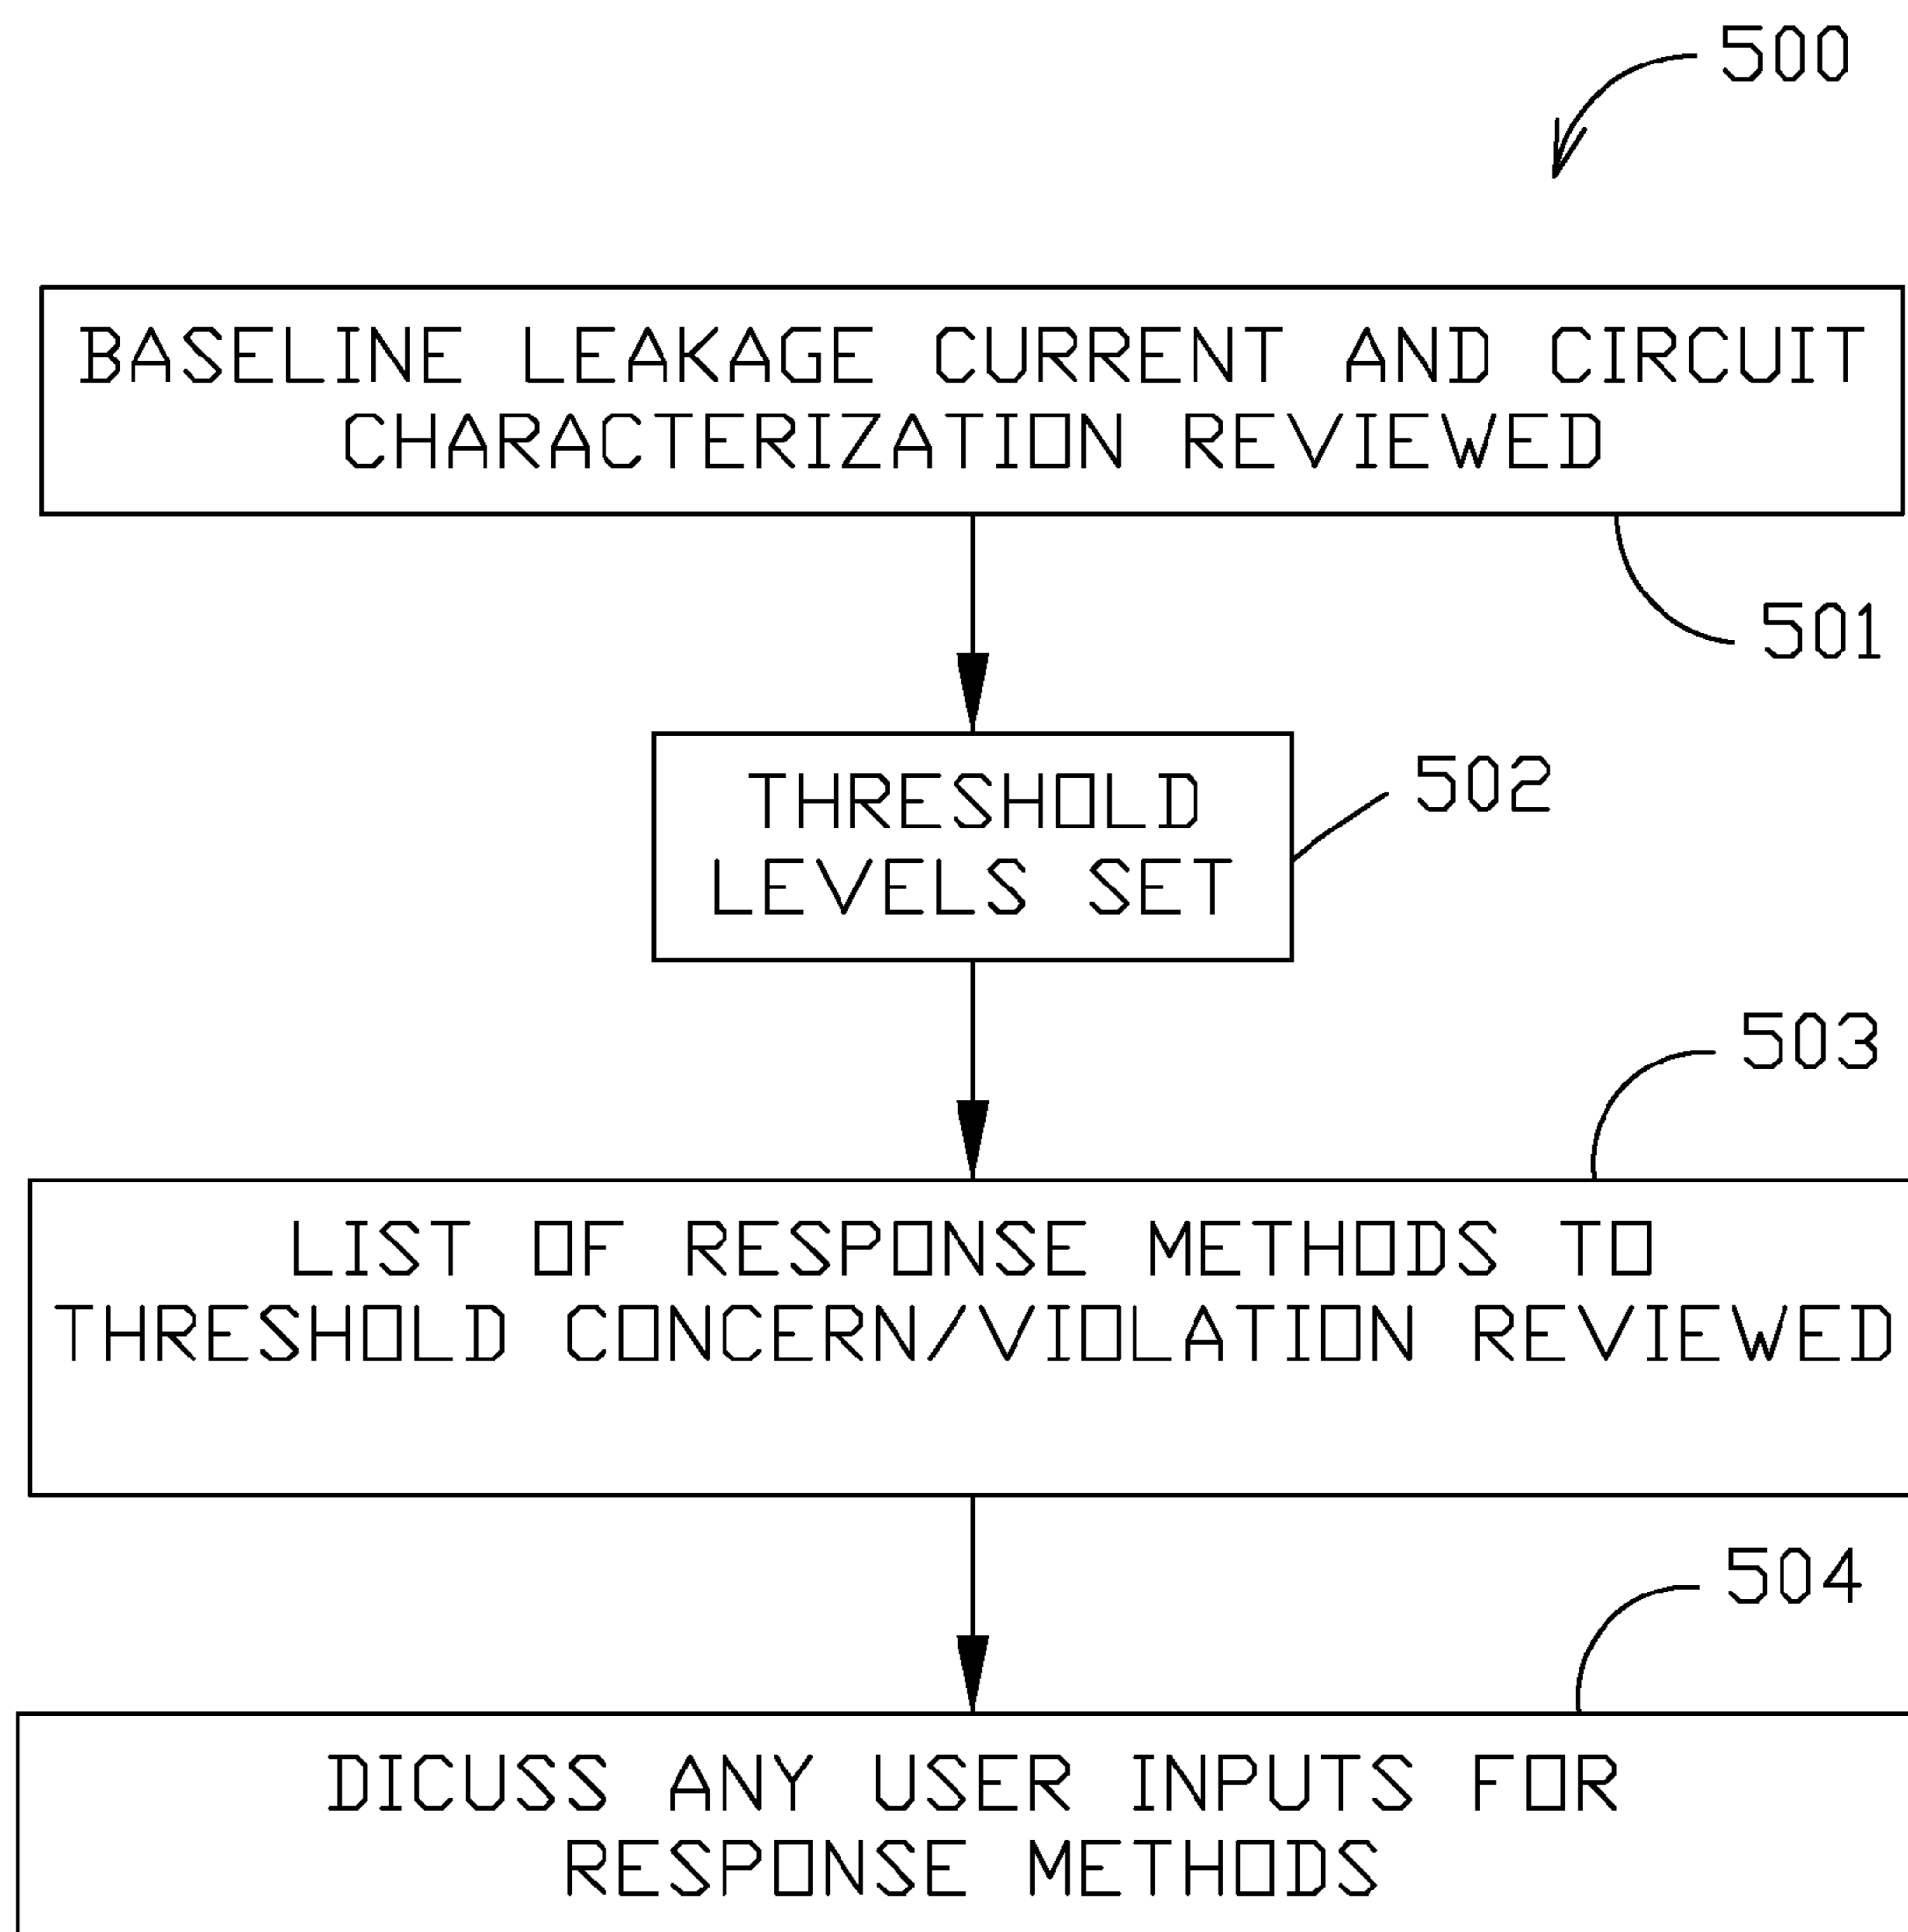 500
BASELINE LEAKAGE CURRENT AND CIRCUIT
CHARACTERIZATION REVIEWED
501
THRESHOLD
LEVELS SET
502
503
LIST OF RESPONSE METHODS TO
THRESHOLD CONCERN/VIOLATION REVIEWED
504
DICUSS ANY USER INPUTS FOR
RESPONSE METHODS